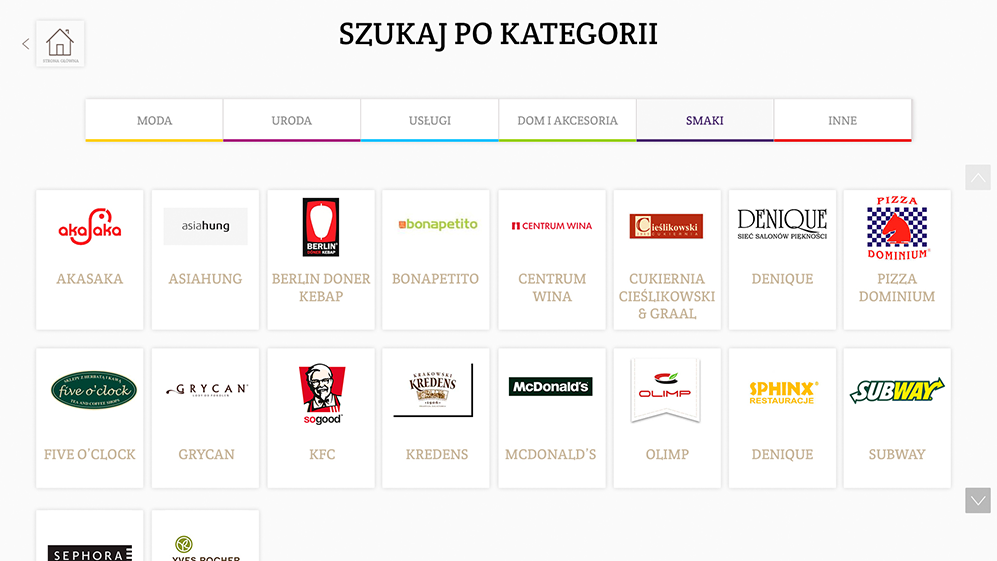 SZUKAJ PO KATEGORII
STRONA GŁÓWNA
MODA
URODA
USŁUGI
DOM I AKCESORIA
SMAKI
INNE
akasaka
asiahung
BERLIN
DONER KEBAP
bonapetito
CENTRUM WINA
Cieślikowski
CUKIERNIA
DENIQUE
SIEĆ SALONÓW PIĘKNOŚCI
PIZZA
DOMINIUM
AKASAKA
ASIAHUNG
BERLIN DONER
KEBAP
BONAPETITO
CENTRUM
WINA
CUKIERNIA
CIEŚLIKOWSKI
& GRAAL
DENIQUE
PIZZA
DOMINIUM
SKLEPY Z HERBATĄ I KAWĄ
five o'clock
TEA AND COFFEE SHOPS
GRYCAN
LODY OD POKOLEŃ
sogood
KRAKOWSKI
KREDENS
McDonald's
OLIMP
SPHINX
RESTAURACJE
SUBWAY
FIVE O'CLOCK
GRYCAN
KFC
KREDENS
MCDONALD'S
OLIMP
DENIQUE
SUBWAY
SEPHORA
YVES ROCHER